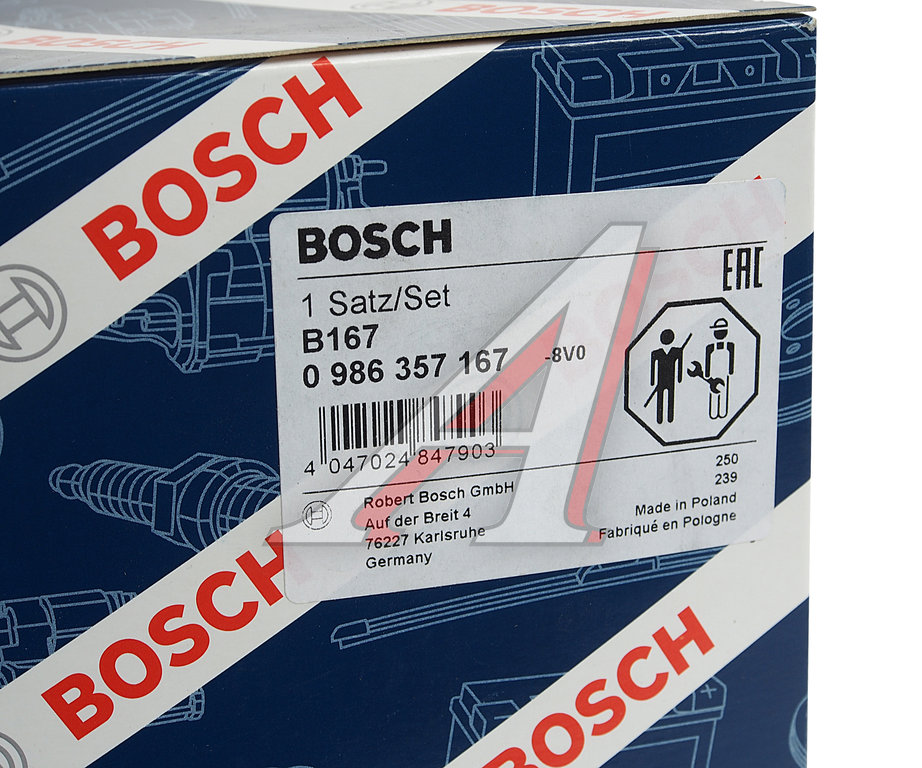 BOSCH
BOSCH
BOSCH
EAC
1 Satz/Set
B167
0 986 357 167 -8V0
4 047024 847903
Robert Bosch GmbH
Auf der Breit 4
76227 Karlsruhe
Germany
250
239
Made in Poland
Fabriqué en Pologne
BOSCH
BOSCH